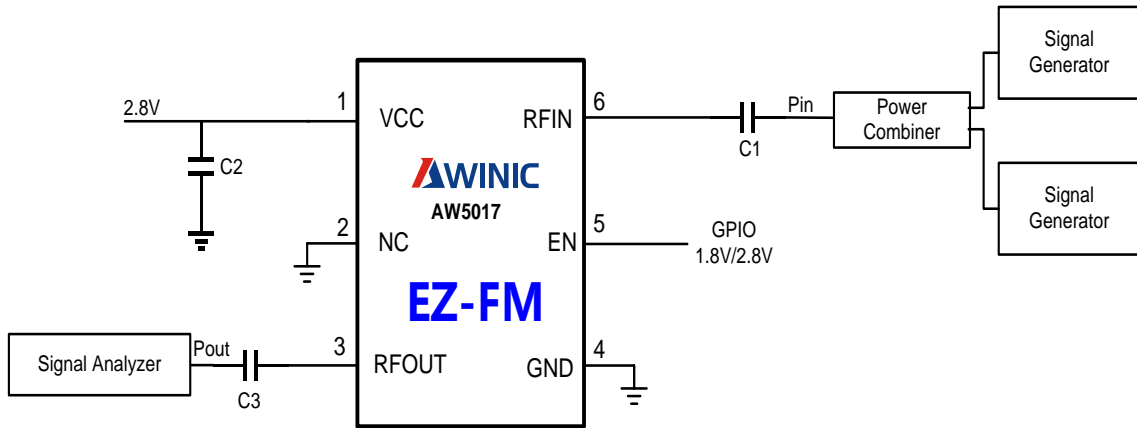 Signal
Generator
2.8V
1
VCC
C2
RFIN
6
Pin
C1
Power
Combiner
AWINIC
AW5017
Signal
Generator
2
NC
EN
5
GPIO
1.8V/2.8V
EZ-FM
Signal Analyzer
Pout
C3
3
RFOUT
GND
4